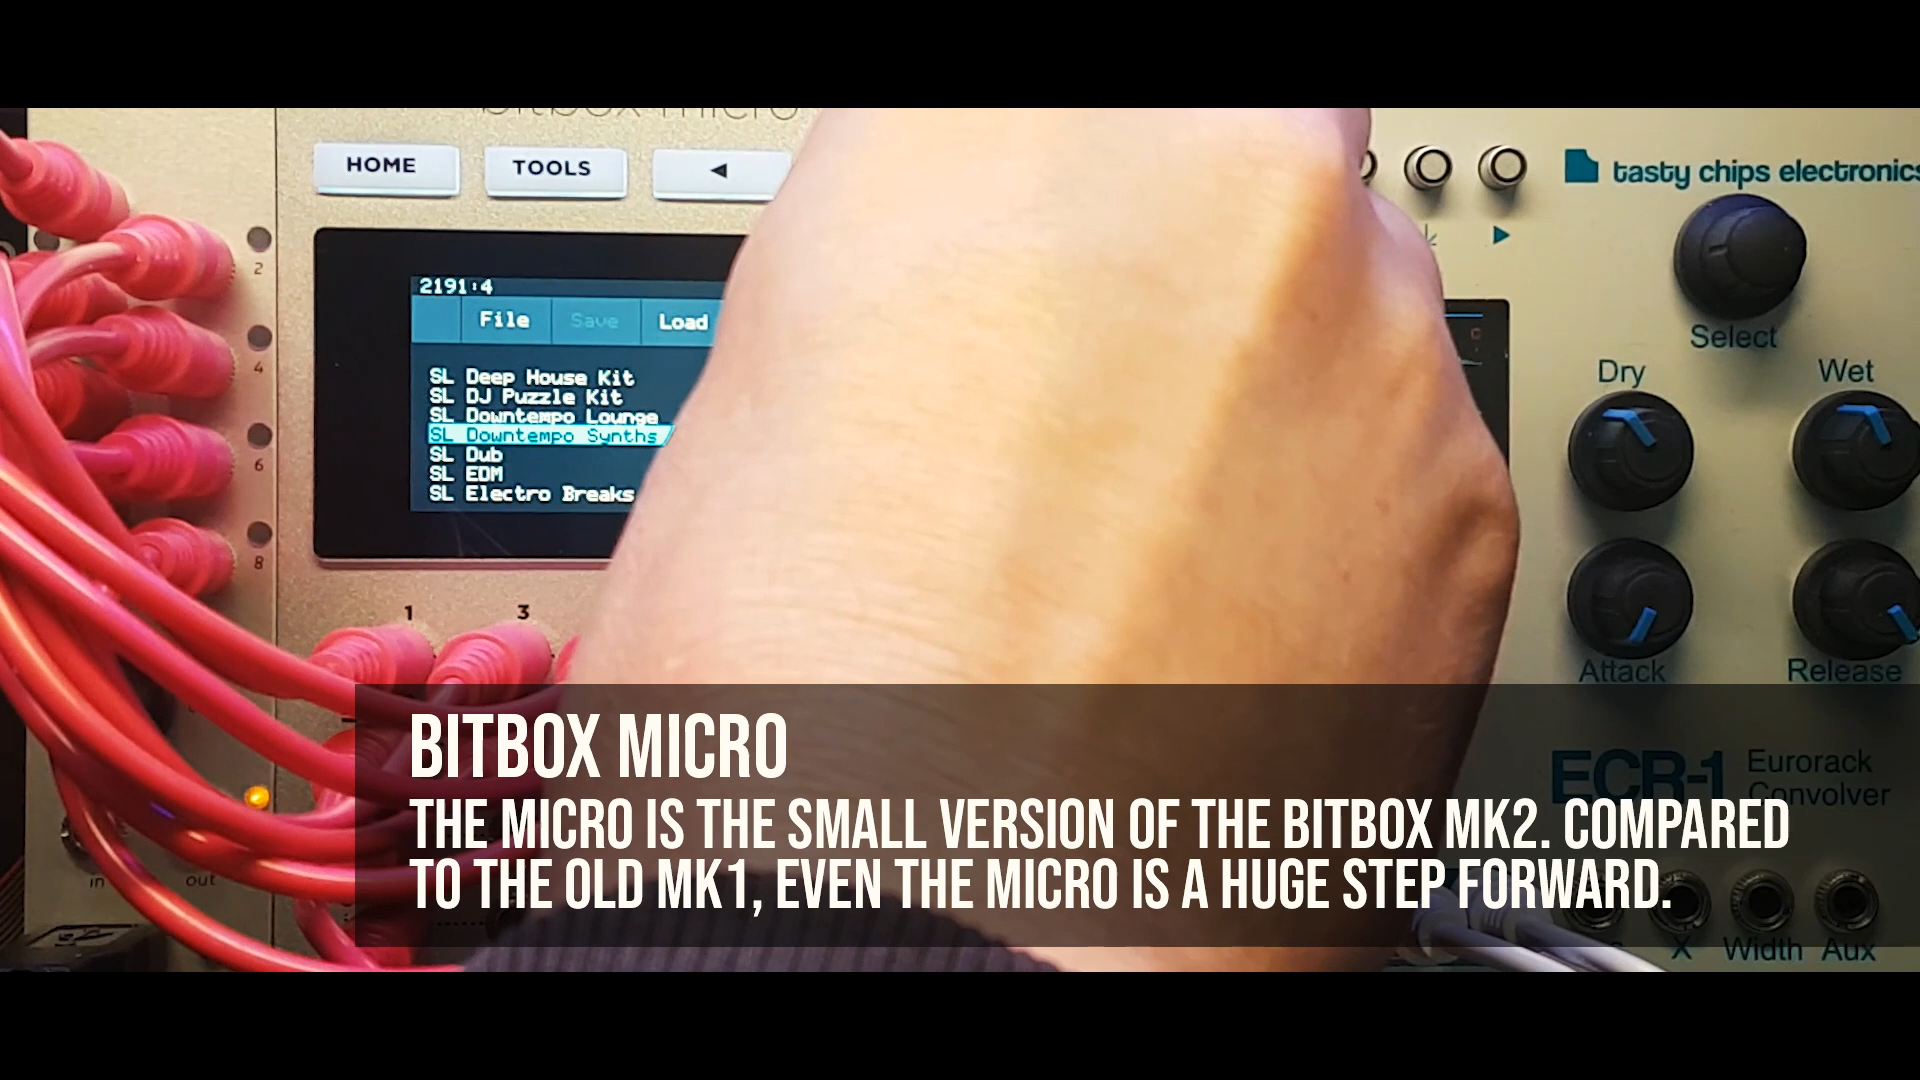 bitbox micro
HOME
TOOLS
tasty chips electronics
2
2191:4
Select
File Save Load
4
SL Deep House Kit
SL DJ Puzzle Kit
SL Downtempo Lounge
SL Downtempo Synths
SL Dub
SL EDM
SL Electro Breaks
Dry Wet
6
8
1 3
Attack Release
BITBOX MICRO
THE MICRO IS THE SMALL VERSION OF THE BITBOX MK2. COMPARED
TO THE OLD MK1, EVEN THE MICRO IS A HUGE STEP FORWARD.
ECR-1 Eurorack
Convolver
in out
X Width Aux